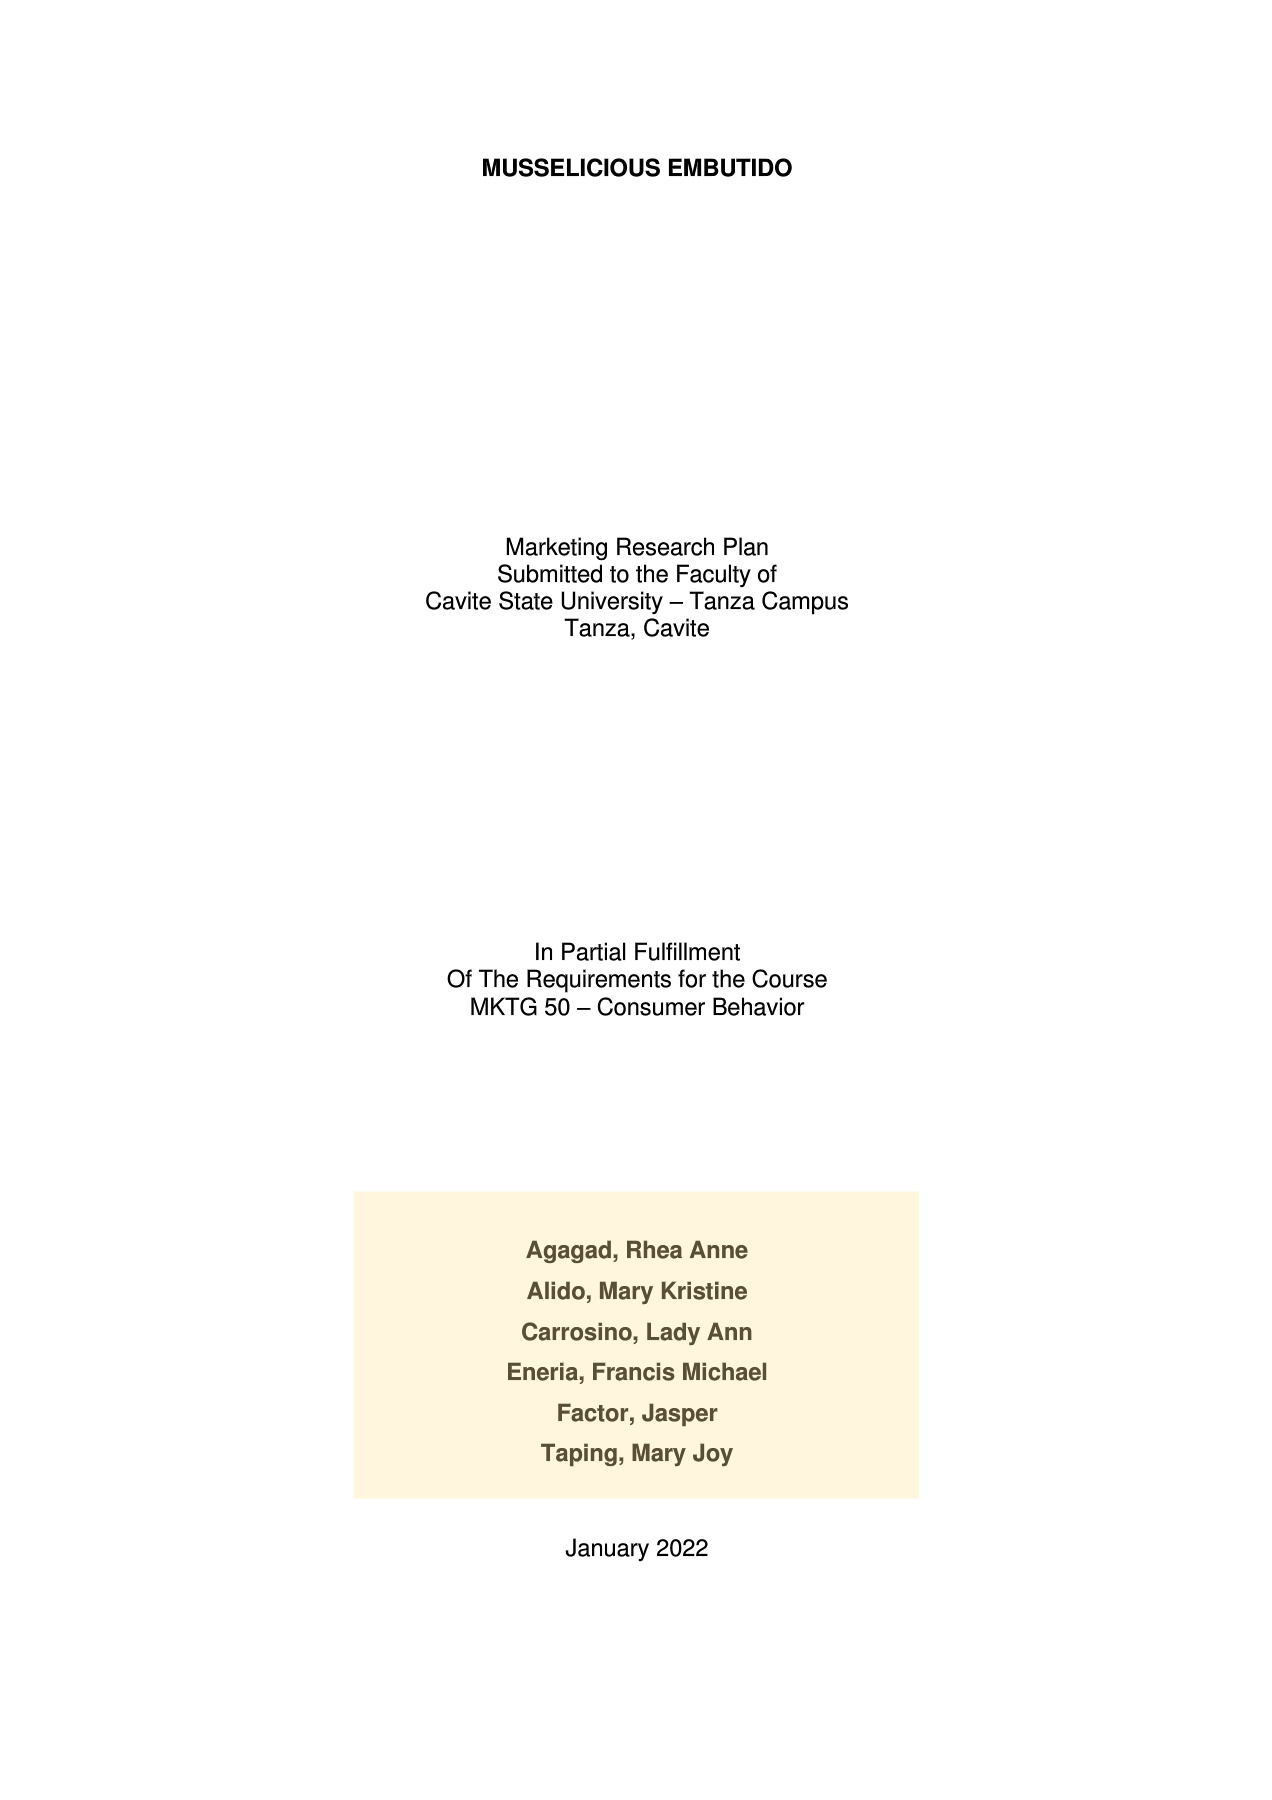 MUSSELICIOUS EMBUTIDO
Marketing Research Plan
Submitted to the Faculty of
Cavite State University – Tanza Campus
Tanza, Cavite
In Partial Fulfillment
Of The Requirements for the Course
MKTG 50 – Consumer Behavior
Agagad, Rhea Anne
Alido, Mary Kristine
Carrosino, Lady Ann
Eneria, Francis Michael
Factor, Jasper
Taping, Mary Joy
January 2022